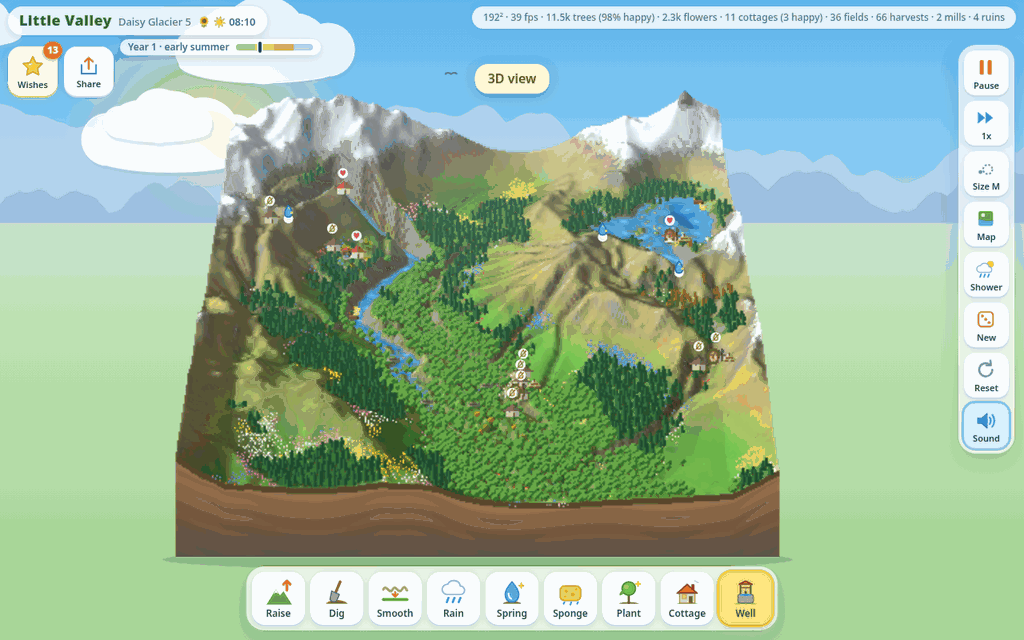 Little Valley Daisy Glacier 5 08:10
192² · 39 fps · 11.5k trees (98% happy) · 2.3k flowers · 11 cottages (3 happy) · 36 fields · 66 harvests · 2 mills · 4 ruins
Year 1 · early summer
13
Wishes
Share
3D view
Pause
1x
Size M
Map
Shower
New
Reset
Sound
Raise
Dig
Smooth
Rain
Spring
Sponge
Plant
Cottage
Well